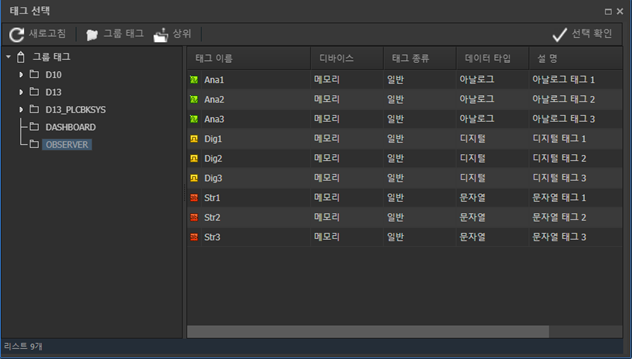 태그 선택
새로고침 그룹 태그 상위 선택 확인
그룹 태그
D10
D13
D13_PLCBKSYS
DASHBOARD
OBSERVER
태그 이름 디바이스 태그 종류 데이터 타입 설 명
Ana1 메모리 일반 아날로그 아날로그 태그 1
Ana2 메모리 일반 아날로그 아날로그 태그 2
Ana3 메모리 일반 아날로그 아날로그 태그 3
Dig1 메모리 일반 디지털 디지털 태그 1
Dig2 메모리 일반 디지털 디지털 태그 2
Dig3 메모리 일반 디지털 디지털 태그 3
Str1 메모리 일반 문자열 문자열 태그 1
Str2 메모리 일반 문자열 문자열 태그 2
Str3 메모리 일반 문자열 문자열 태그 3
리스트 9개